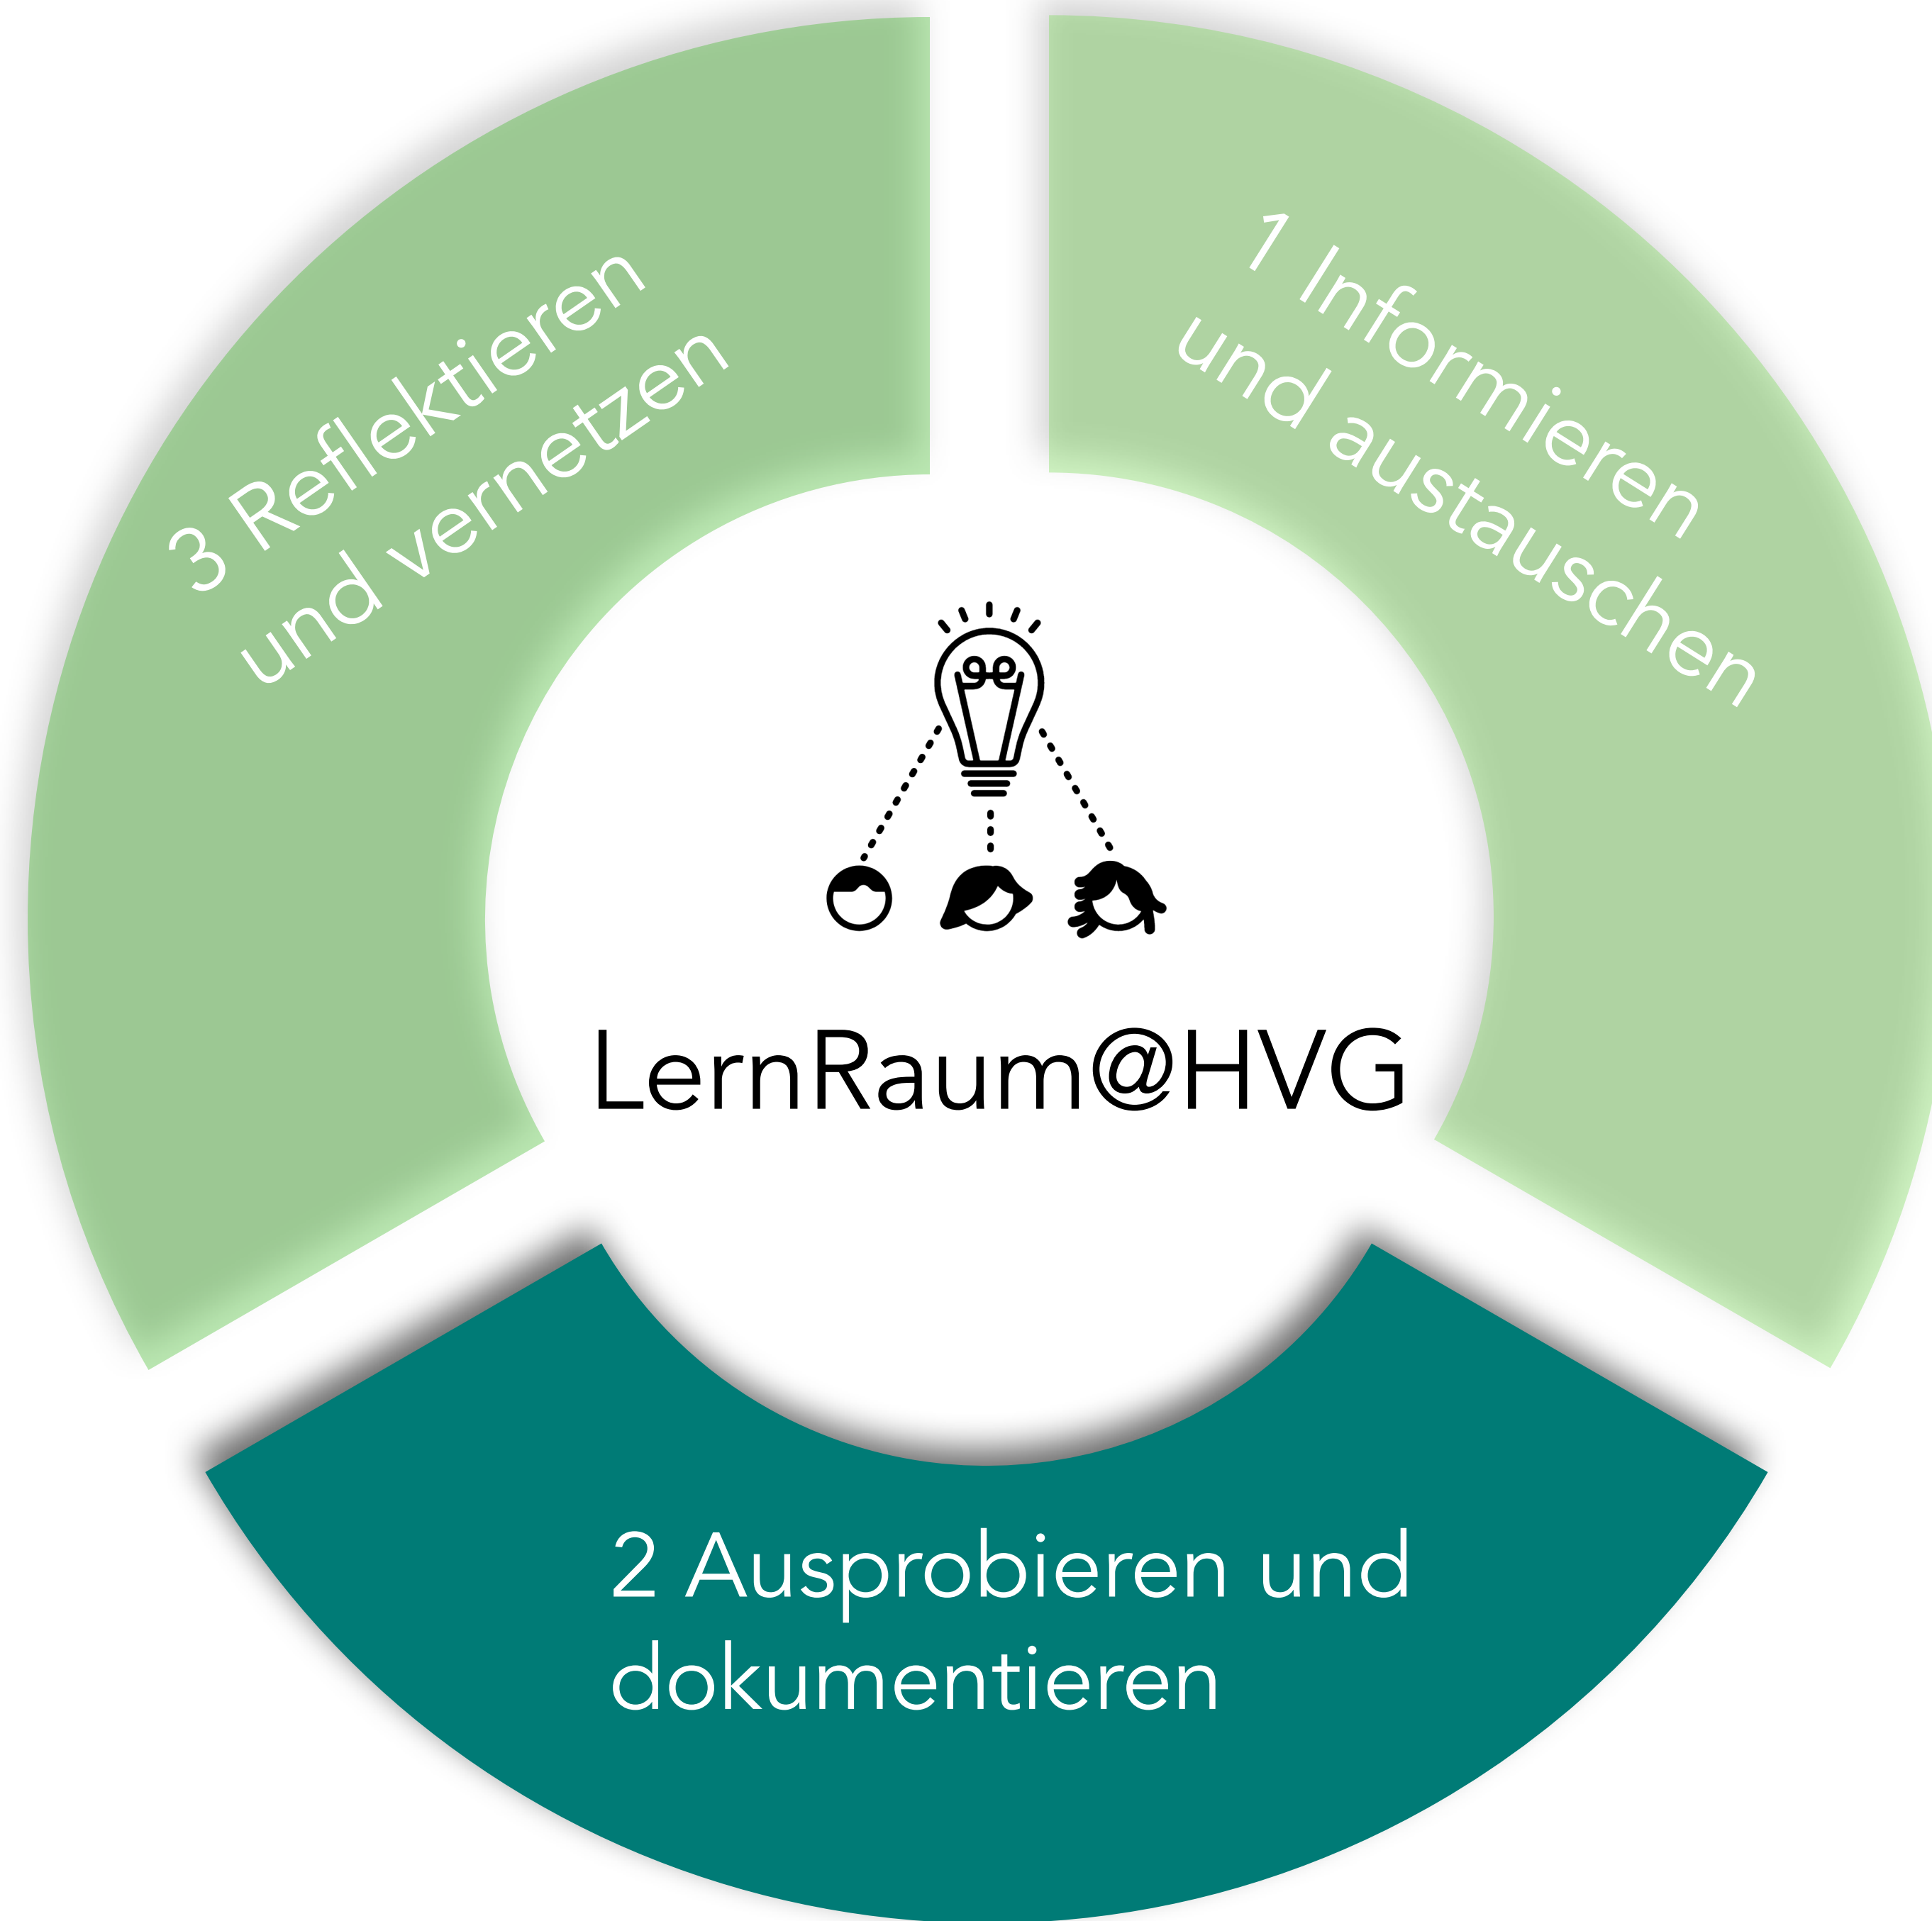 1 Informieren
und austauschen
3 Reflektieren
und vernetzen
LernRaum@HVG
2 Ausprobieren und
dokumentieren